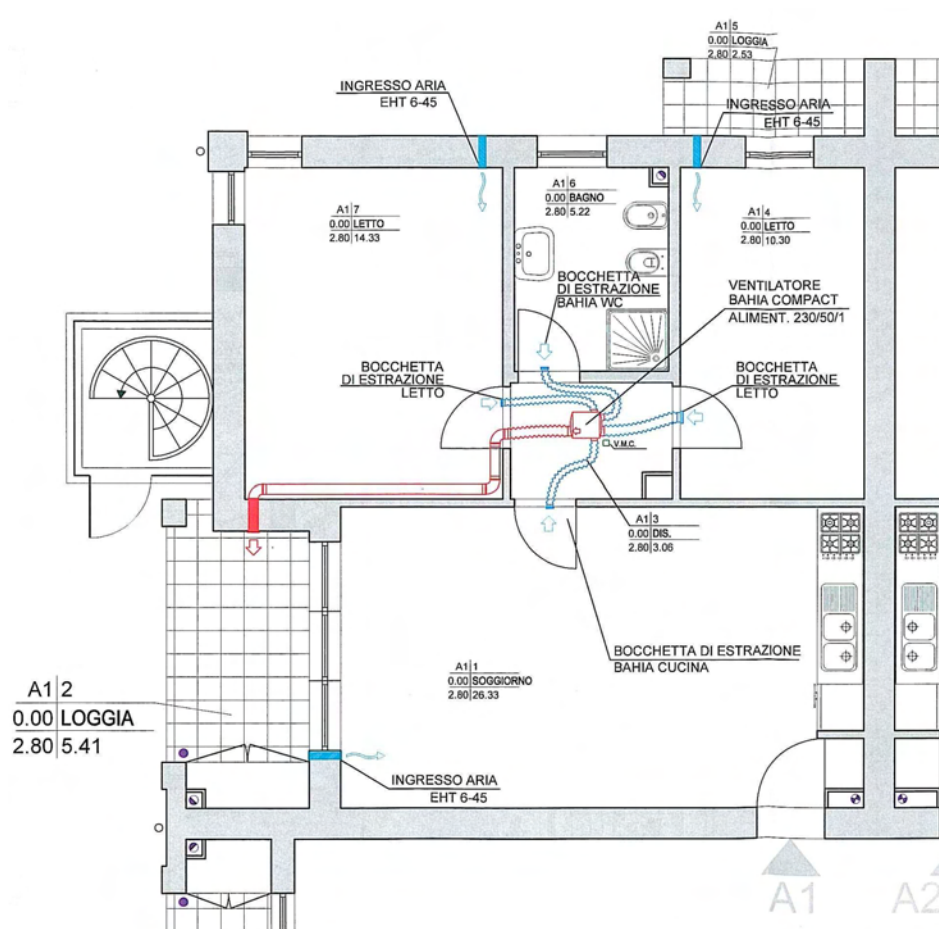 A1 5
0.00 LOGGIA
2.80 2.53
INGRESSO ARIA
EHT 6-45
INGRESSO ARIA
EHT 6-45
A1 7
0.00 LETTO
2.80 14.33
A1 6
0.00 BAGNO
2.80 5.22
A1 4
0.00 LETTO
2.80 10.30
BOCCHETTA
DI ESTRAZIONE
BAHIA WC
VENTILATORE
BAHIA COMPACT
ALIMENT. 230/50/1
BOCCHETTA
DI ESTRAZIONE
LETTO
BOCCHETTA
DI ESTRAZIONE
LETTO
V.M.C.
A1 3
0.00 DIS.
2.80 3.06
A1 1
0.00 SOGGIORNO
2.80 26.33
BOCCHETTA DI ESTRAZIONE
BAHIA CUCINA
A1 2
0.00 LOGGIA
2.80 5.41
INGRESSO ARIA
EHT 6-45
A1
A2